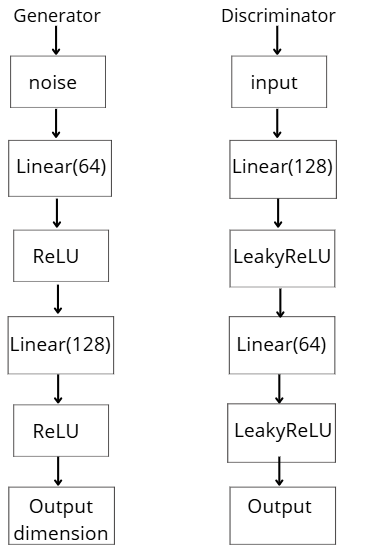 Generator
noise
Linear(64)
ReLU
Linear(128)
ReLU
Output
dimension
Discriminator
input
Linear(128)
LeakyReLU
Linear(64)
LeakyReLU
Output